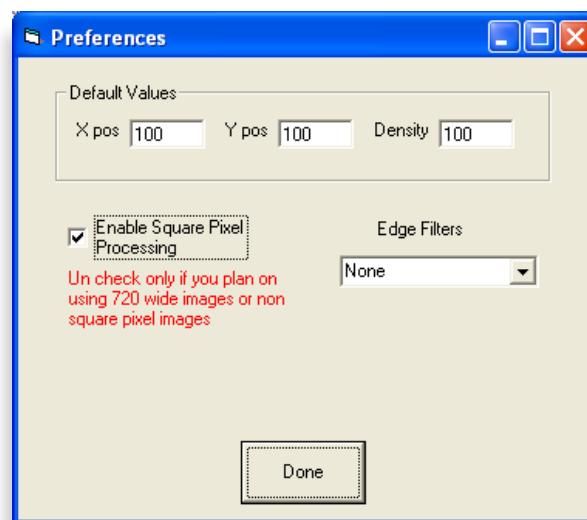 Preferences
Default Values
X pos 100 Y pos 100 Density 100
Enable Square Pixel
Processing
Un check only if you plan on
using 720 wide images or non
square pixel images
Edge Filters
None
Done